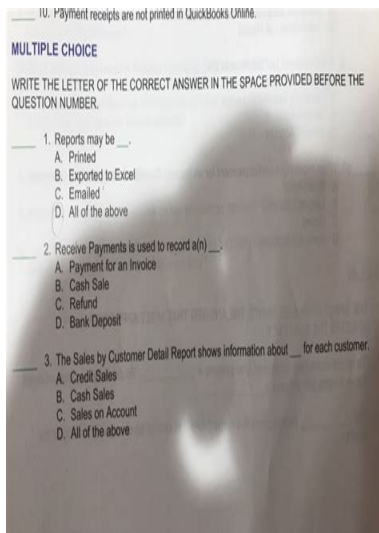 ____ 10. Payment receipts are not printed in QuickBooks Online.
MULTIPLE CHOICE
WRITE THE LETTER OF THE CORRECT ANSWER IN THE SPACE PROVIDED BEFORE THE
QUESTION NUMBER.
____ 1. Reports may be __.
A. Printed
B. Exported to Excel
C. Emailed
D. All of the above
____ 2. Receive Payments is used to record a(n) __.
A. Payment for an Invoice
B. Cash Sale
C. Refund
D. Bank Deposit
____ 3. The Sales by Customer Detail Report shows information about __ for each customer.
A. Credit Sales
B. Cash Sales
C. Sales on Account
D. All of the above